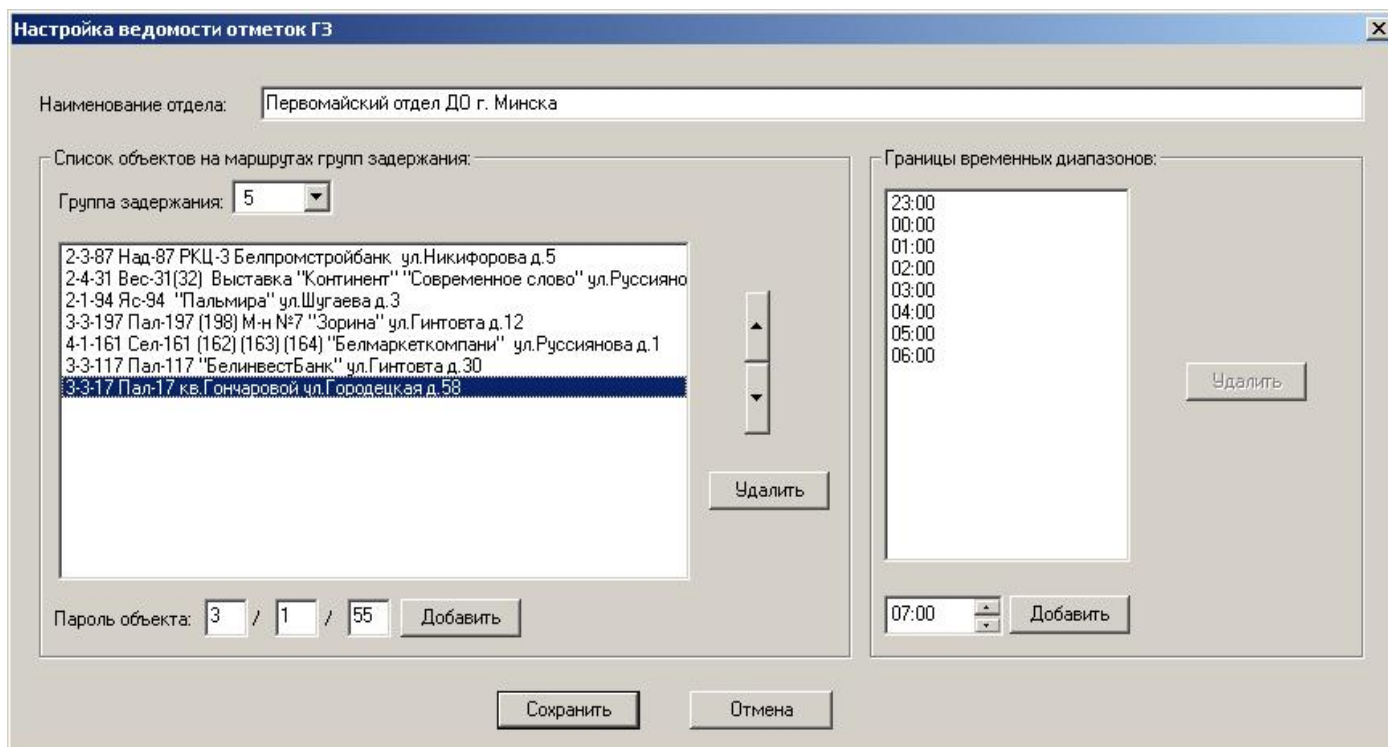 Настройка ведомости отметок ГЗ
Наименование отдела: Первомайский отдел ДО г. Минска
Список объектов на маршрутах групп задержания:
Группа задержания: 5
2-3-87 Над-87 РКЦ-3 Белпромстройбанк ул.Никифорова д.5
2-4-31 Вес-31(32) Выставка "Континент" "Современное слово" ул.Руссияно
2-1-94 Яс-94 "Пальмира" ул.Шугаева д.3
3-3-197 Пал-197 (198) М-н №7 "Зорина" ул.Гинтовта д.12
4-1-161 Сел-161 (162) (163) (164) "Белмаркеткомпани" ул.Руссиянова д.1
3-3-117 Пал-117 "БелинвестБанк" ул.Гинтовта д.30
3-3-17 Пал-17 кв.Гончаровой ул.Городецкая д.58
Удалить
Пароль объекта: 3 / 1 / 55 Добавить
Границы временных диапазонов:
23:00
00:00
01:00
02:00
03:00
04:00
05:00
06:00
Удалить
07:00 Добавить
Сохранить Отмена